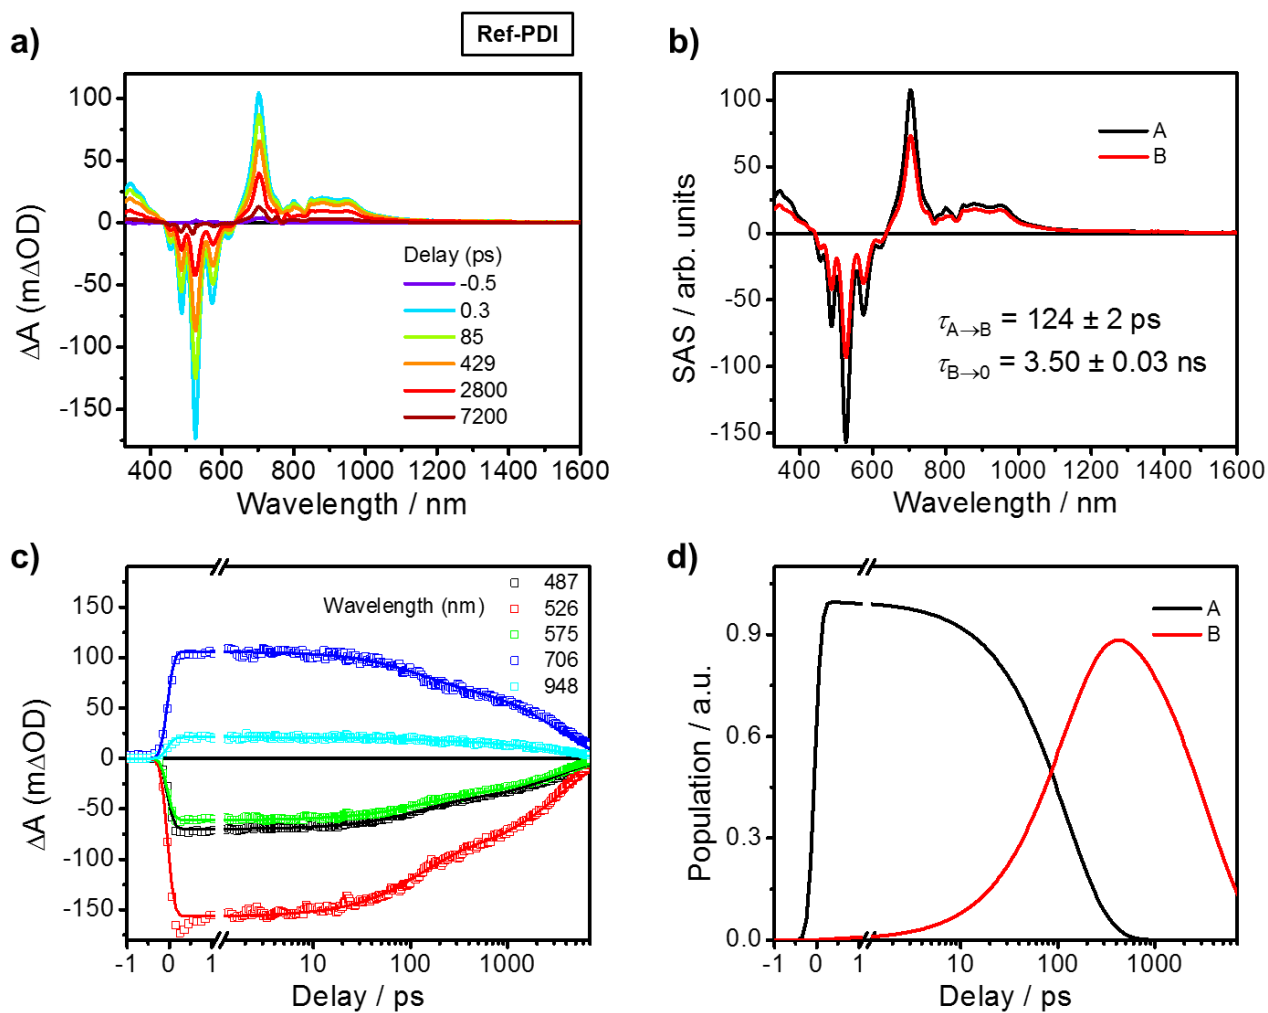 a)
Ref-PDI
100
50
0
-50
-100
-150
ΔA (mΔOD)
Delay (ps)
-0.5
0.3
85
429
2800
7200
400 600 800 1000 1200 1400 1600
Wavelength / nm
b)
100
50
0
-50
-100
-150
SAS / arb. units
A
B
τA→B = 124 ± 2 ps
τB→0 = 3.50 ± 0.03 ns
400 600 800 1000 1200 1400 1600
Wavelength / nm
c)
150
100
50
0
-50
-100
-150
ΔA (mΔOD)
Wavelength (nm)
487
526
575
706
948
-1 0 1 10 100 1000
Delay / ps
d)
0.9
0.6
0.3
0.0
Population / a.u.
A
B
-1 0 1 10 100 1000
Delay / ps